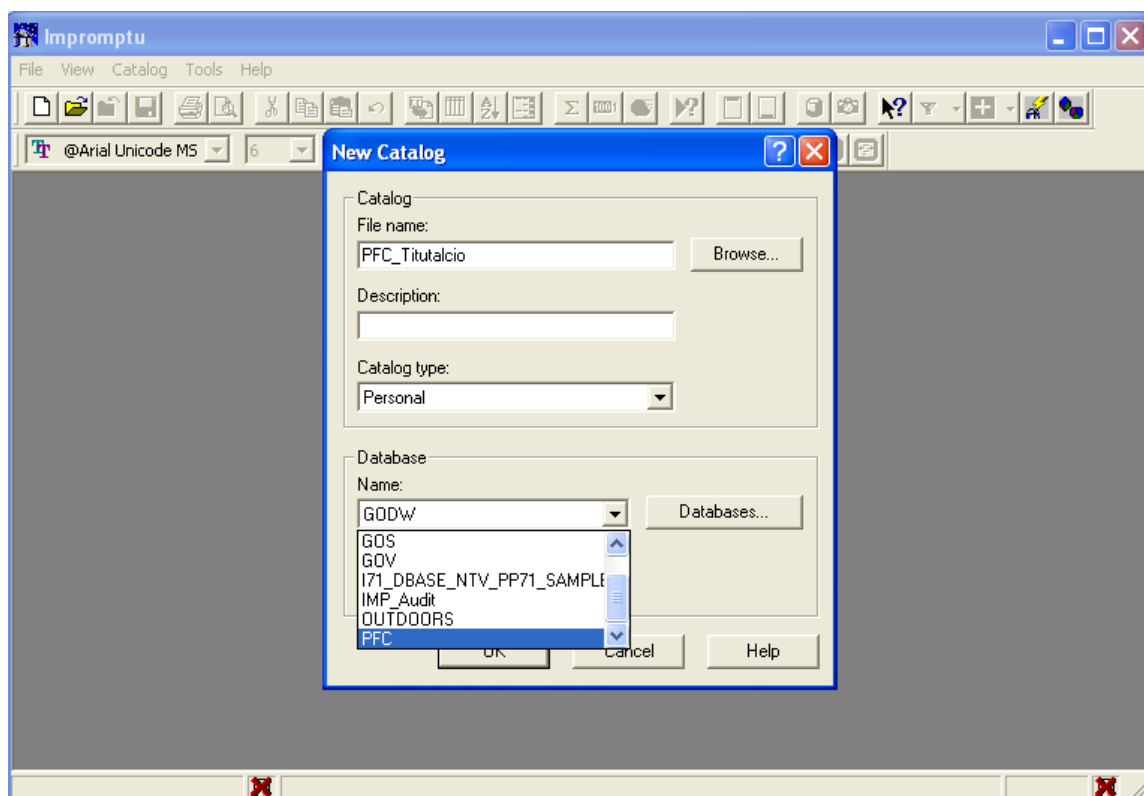 Impromptu
File View Catalog Tools Help
@Arial Unicode MS 6
New Catalog
Catalog
File name:
PFC_Titutalcio
Browse...
Description:
Catalog type:
Personal
Database
Name:
GODW
Databases...
GOS
GOV
I71_DBASE_NTV_PP71_SAMPLE
IMP_Audit
OUTDOORS
PFC
OK Cancel Help